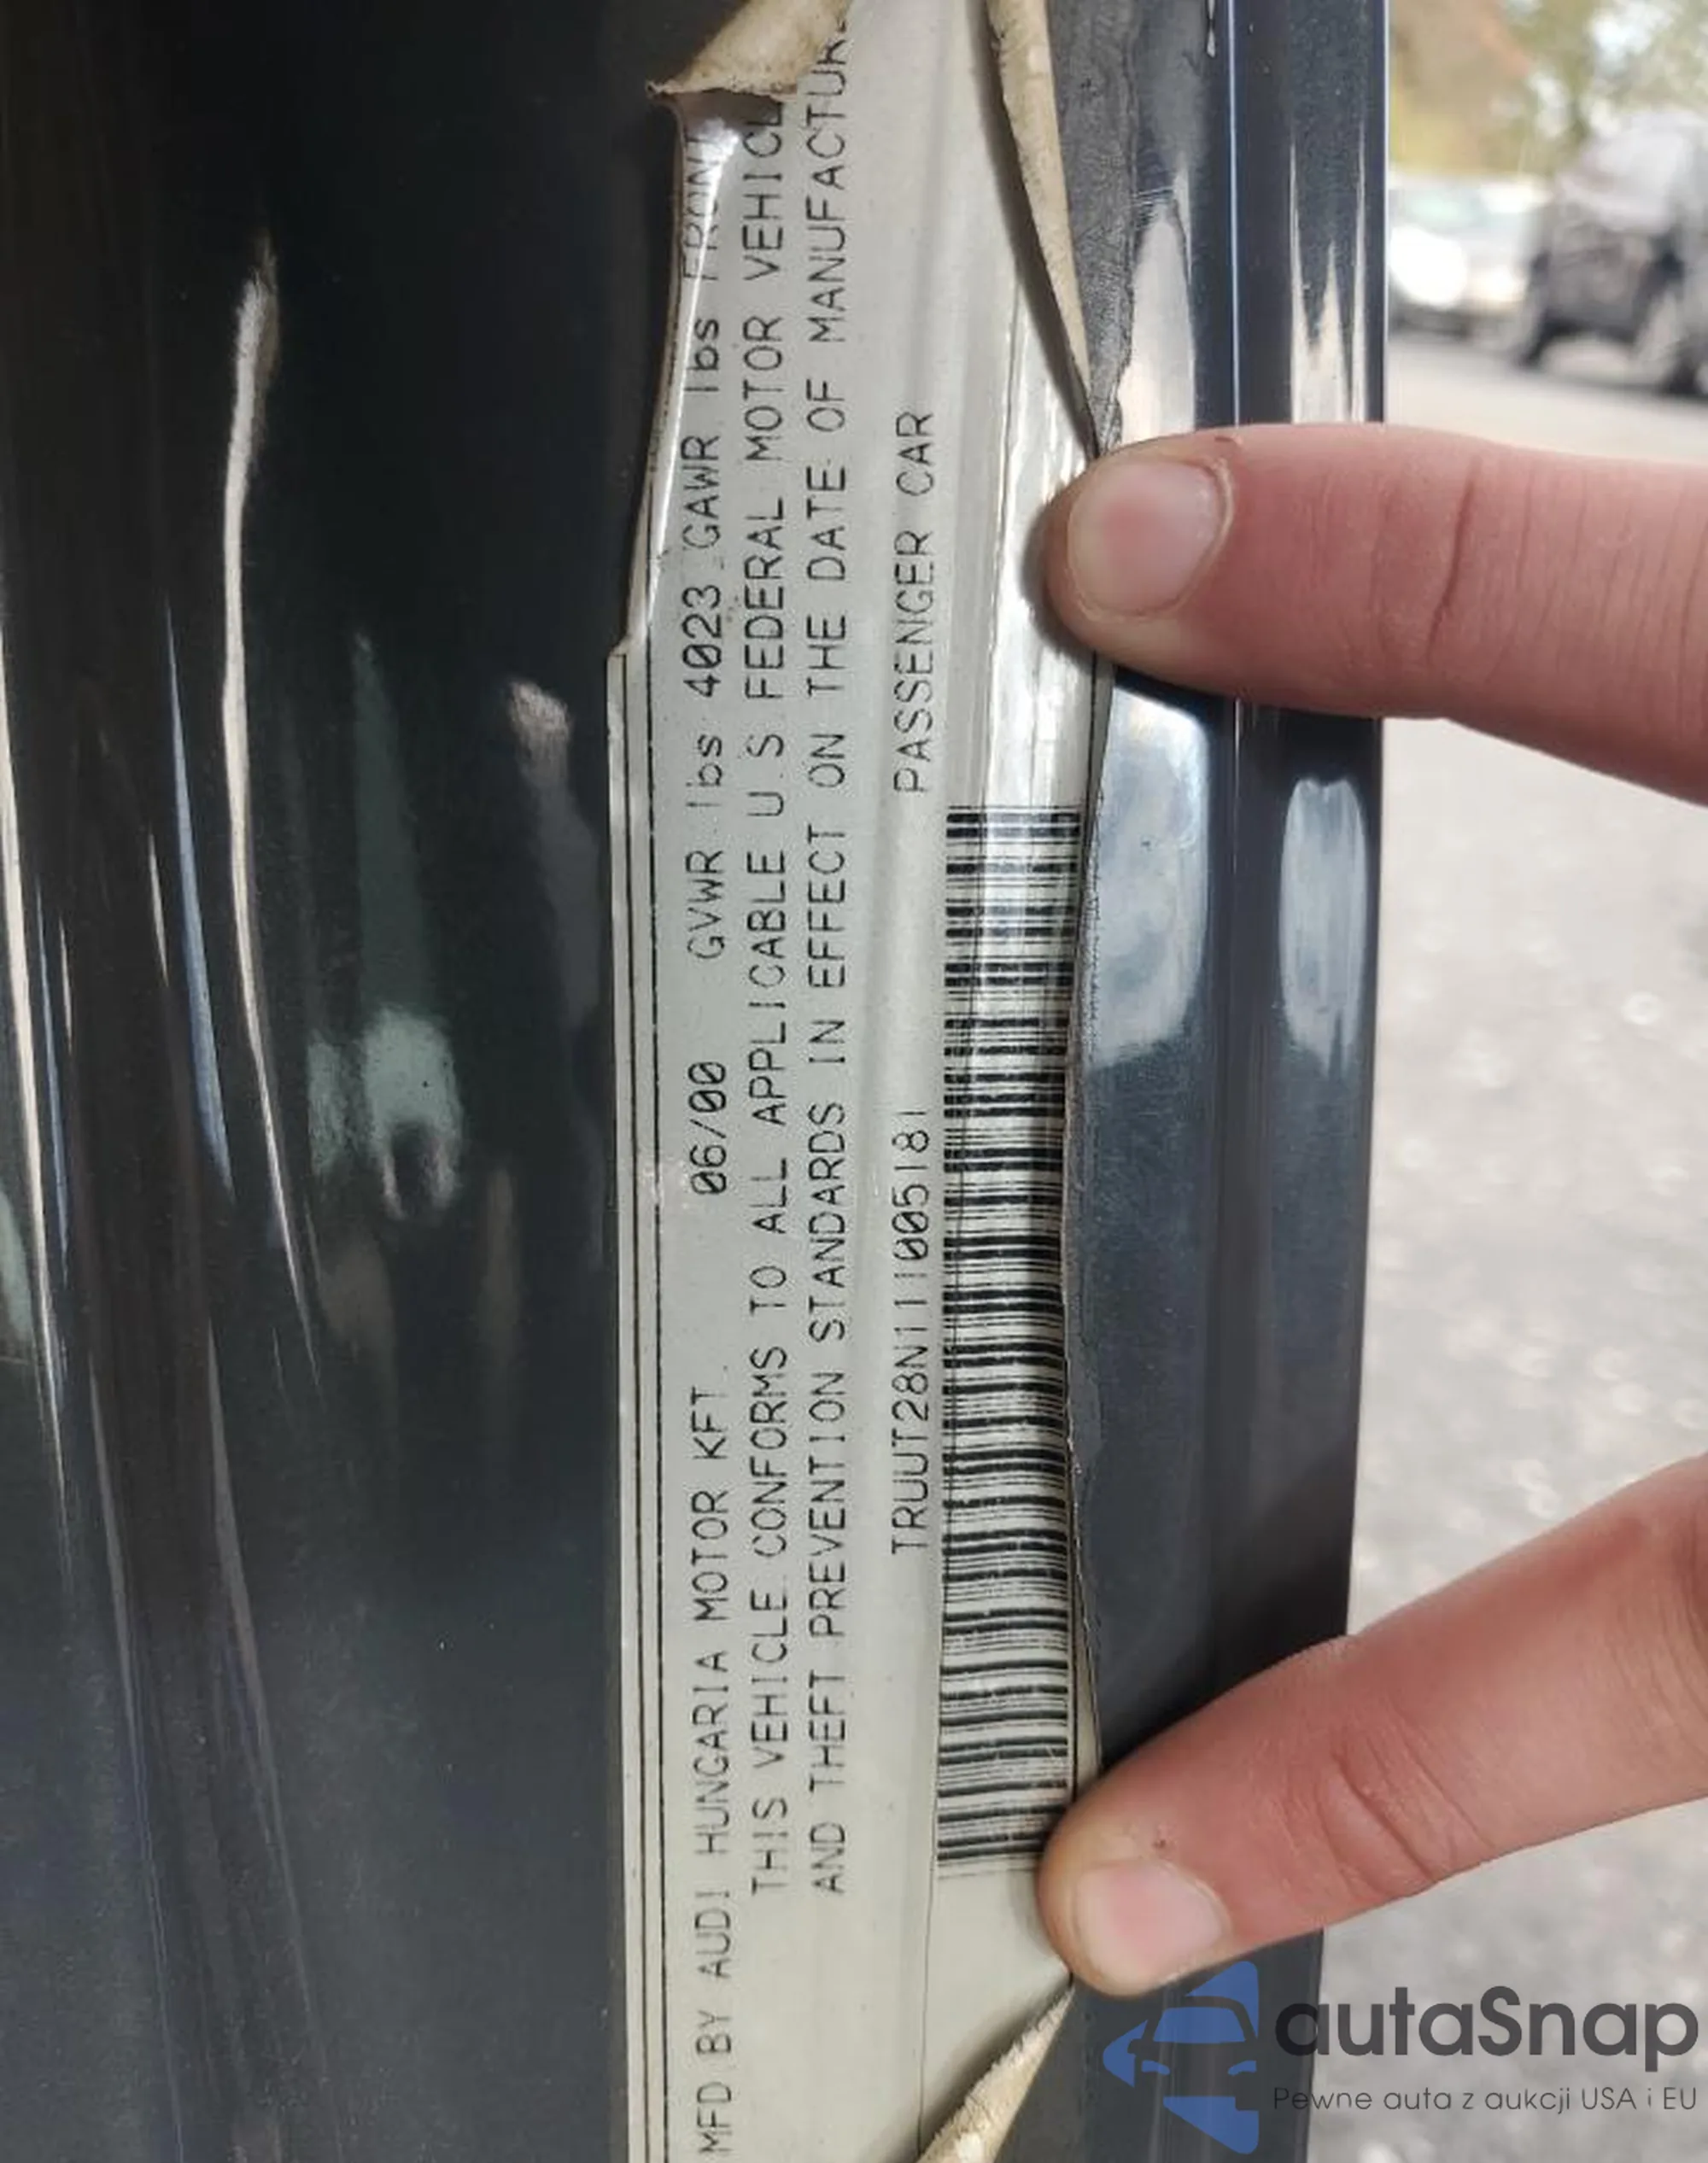 MFD BY AUDI HUNGARIA MOTOR KFT 06/00 GVWR lbs 4023 GAWR lbs FRONT
THIS VEHICLE CONFORMS TO ALL APPLICABLE U.S FEDERAL MOTOR VEHICL
AND THEFT PREVENTION STANDARDS IN EFFECT ON THE DATE OF MANUFACTURE
TRUUT28N111005181 PASSENGER CAR
autaSnap
Pewne auta z aukcji USA i EU